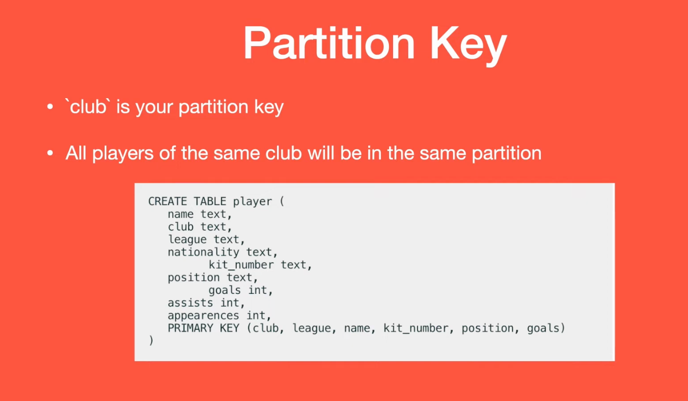 Partition Key
• `club` is your partition key
• All players of the same club will be in the same partition
CREATE TABLE player (
name text,
club text,
league text,
nationality text,
kit_number text,
position text,
goals int,
assists int,
appearences int,
PRIMARY KEY (club, league, name, kit_number, position, goals)
)